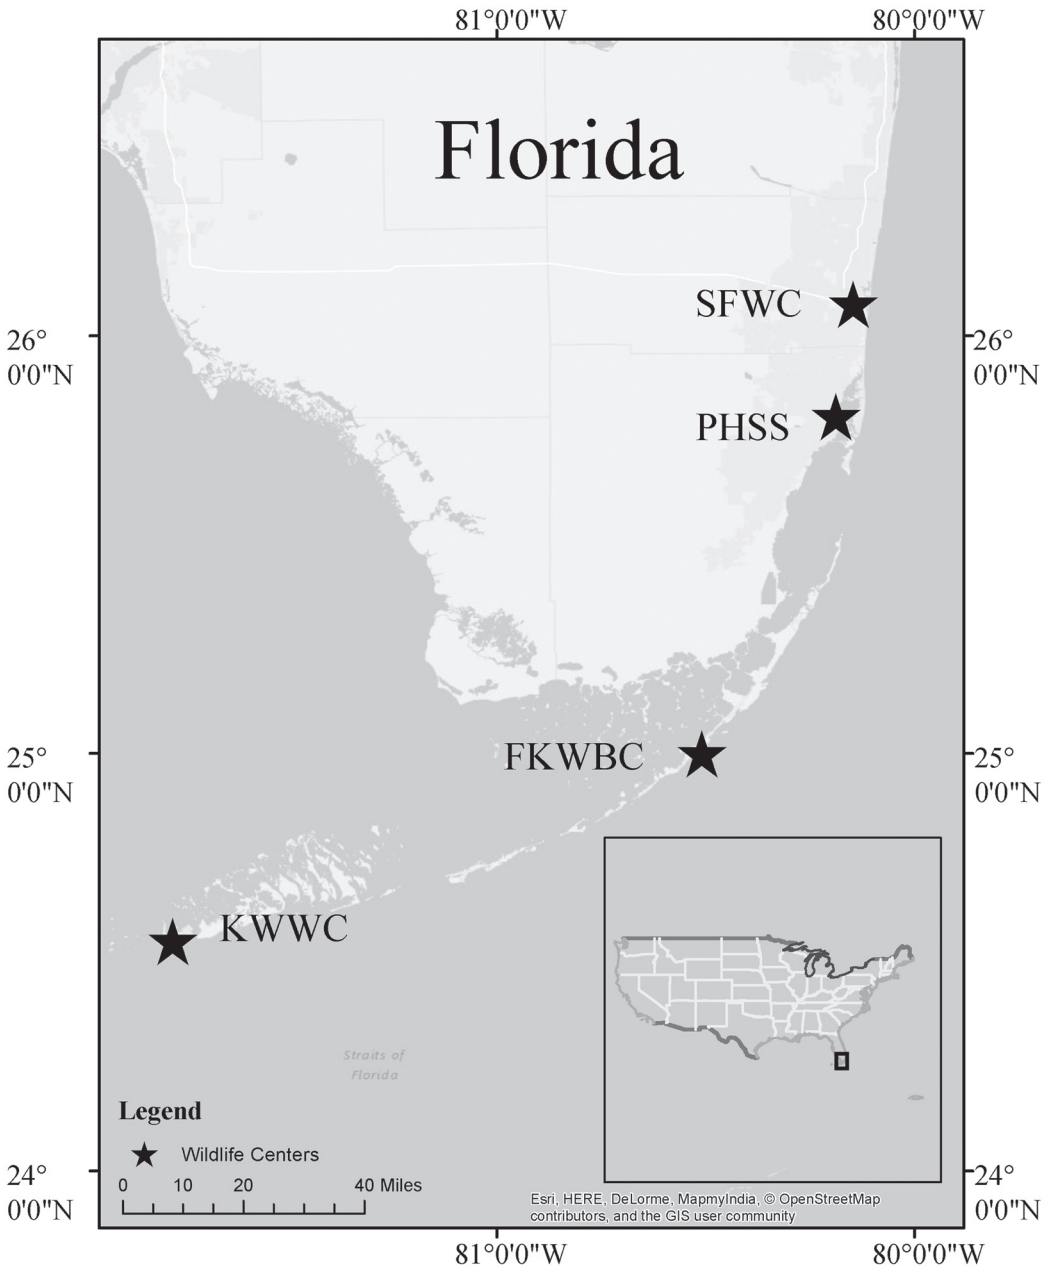 81°0'0"W
80°0'0"W
Florida
SFWC
26°
0'0"N
26°
0'0"N
PHSS
FKWBC
25°
0'0"N
25°
0'0"N
KWWC
Straits of
Florida
Legend
Wildlife Centers
0 10 20 40 Miles
24°
0'0"N
24°
0'0"N
Esri, HERE, DeLorme, MapmyIndia, © OpenStreetMap
contributors, and the GIS user community
81°0'0"W
80°0'0"W